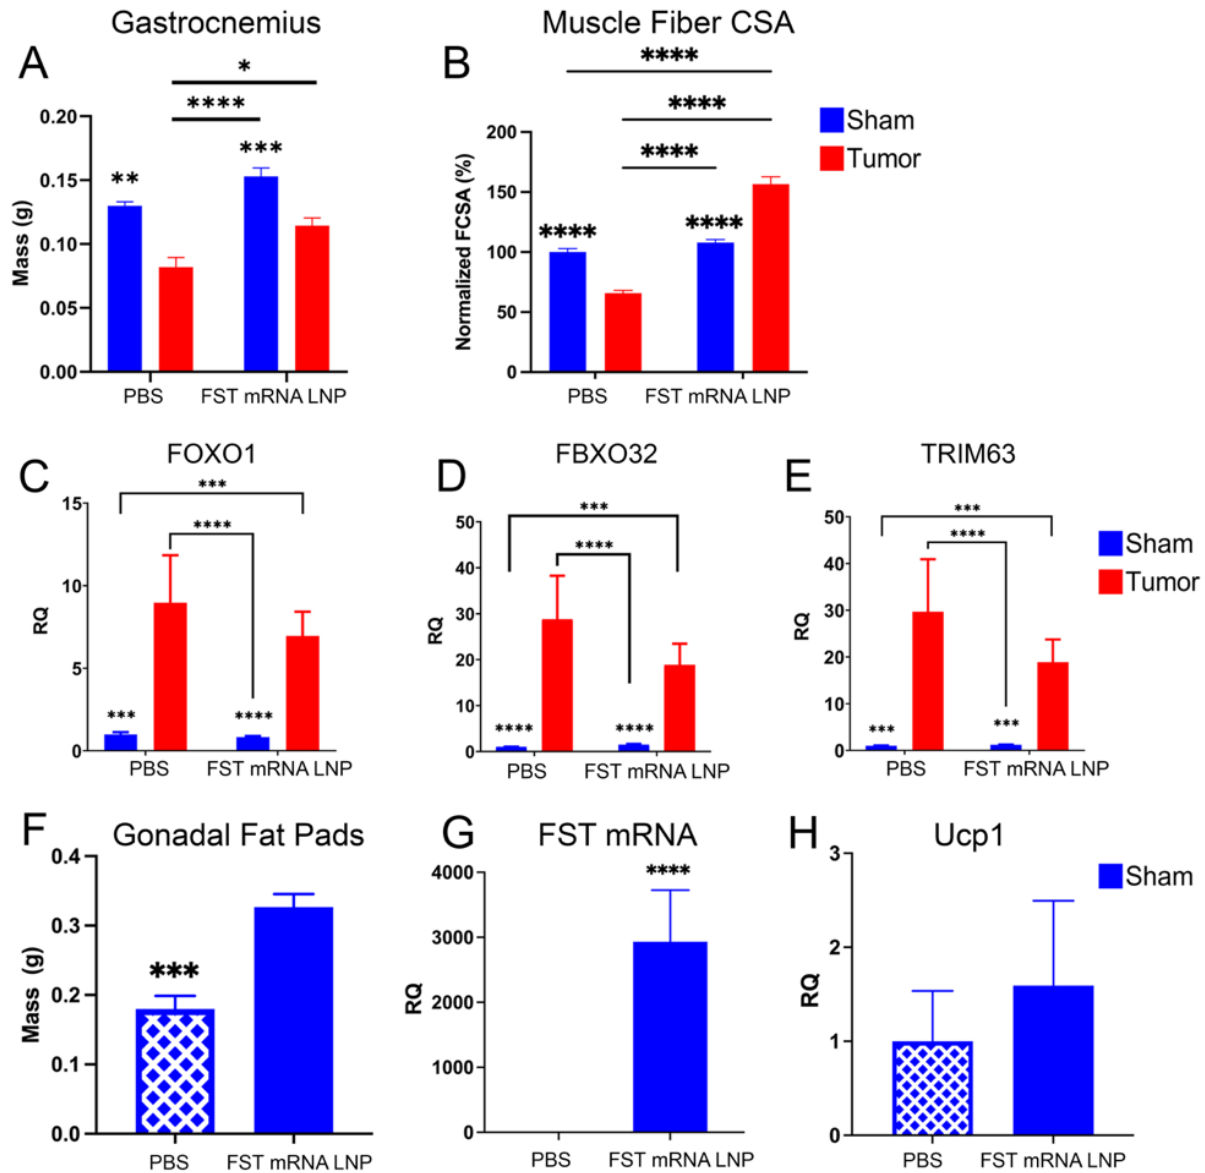 Gastrocnemius
Muscle Fiber CSA
A
*
****
***
**
0.20
0.15
0.10
0.05
0.00
Mass (g)
PBS
FST mRNA LNP
B
****
****
****
****
****
200
150
100
50
0
Normalized FCSA (%)
PBS
FST mRNA LNP
Sham
Tumor
C
FOXO1
***
****
***
****
15
10
5
0
RQ
PBS
FST mRNA LNP
D
FBXO32
***
****
****
****
50
40
30
20
10
0
RQ
PBS
FST mRNA LNP
E
TRIM63
***
****
***
***
50
40
30
20
10
0
RQ
PBS
FST mRNA LNP
Sham
Tumor
F
Gonadal Fat Pads
***
0.4
0.3
0.2
0.1
0.0
Mass (g)
PBS
FST mRNA LNP
G
FST mRNA
****
4000
3000
2000
1000
0
RQ
PBS
FST mRNA LNP
H
Ucp1
3
2
1
0
RQ
PBS
FST mRNA LNP
Sham